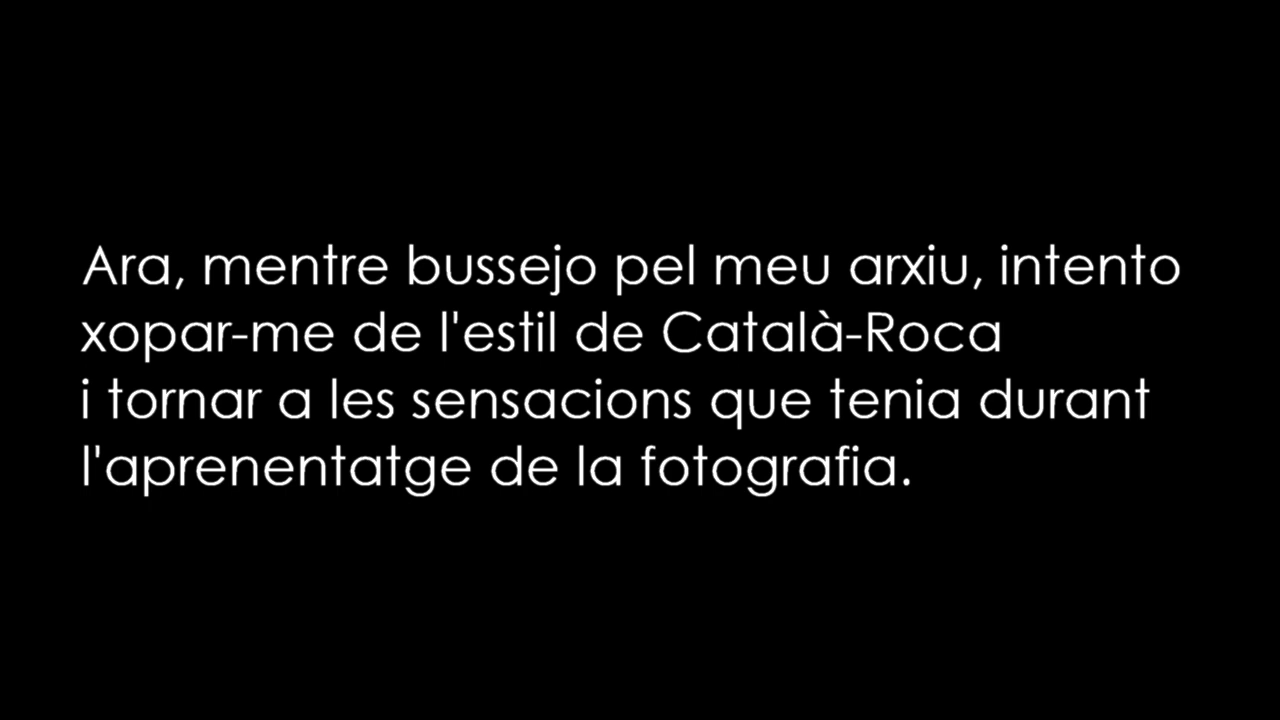 Ara, mentre bussejo pel meu arxiu, intento
xopar-me de l'estil de Català-Roca
i tornar a les sensacions que tenia durant
l'aprenentatge de la fotografia.